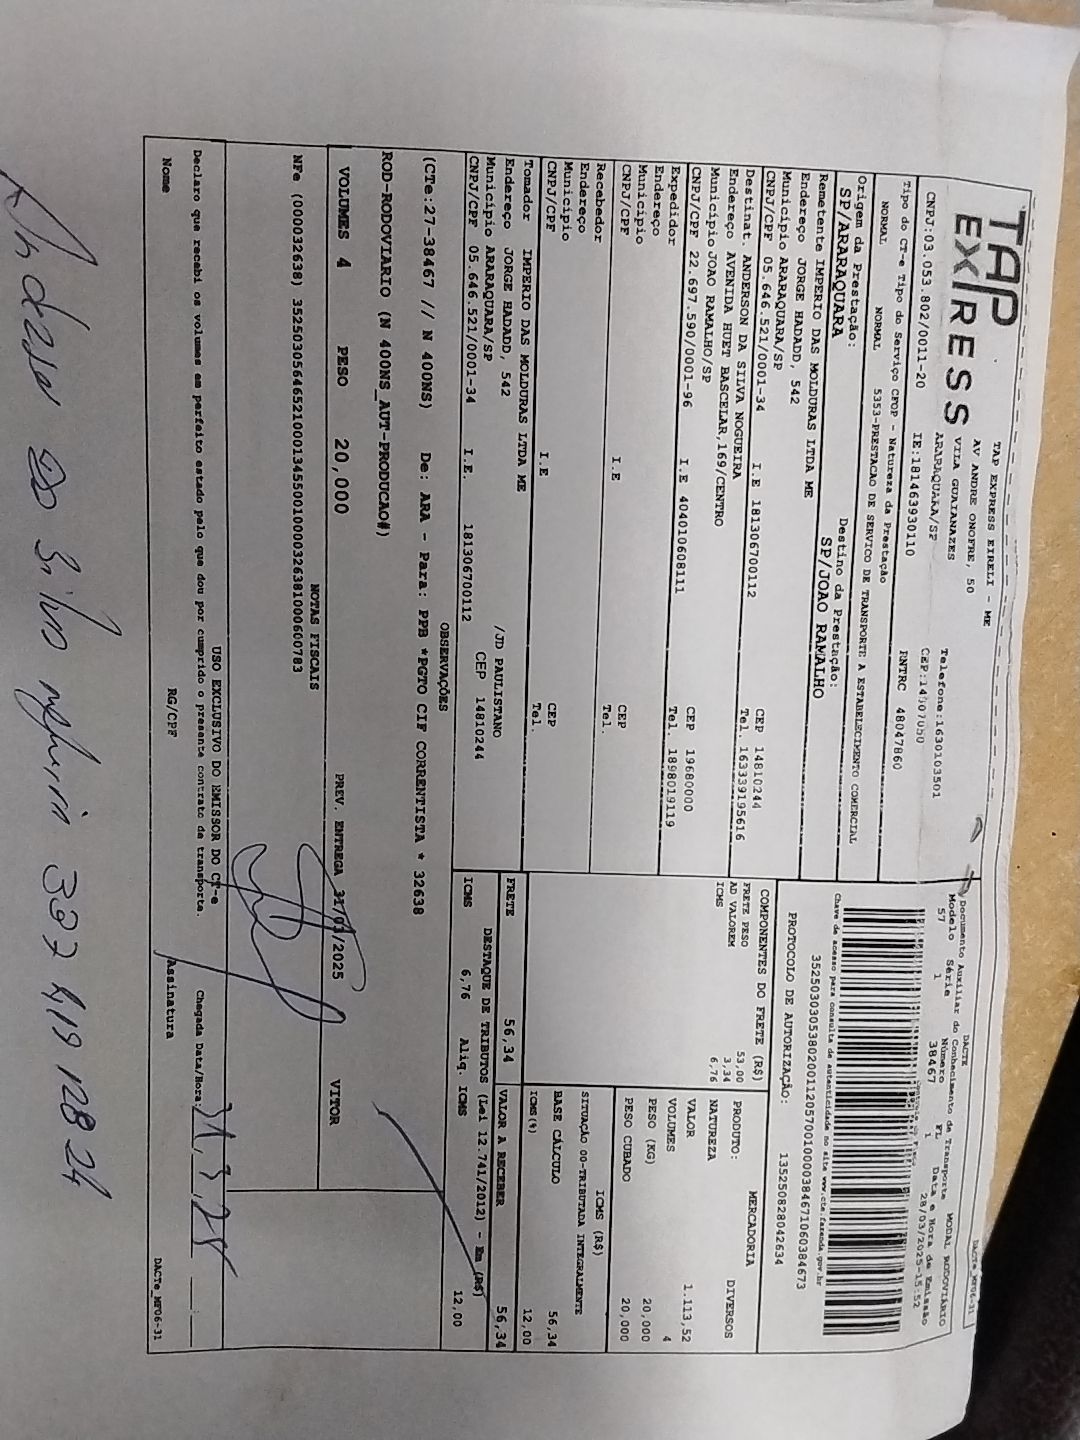 DACTe_MF06-31
TAP EXPRESS
TAP EXPRESS EIRELI - ME
AV ANDRE ONOFRE, 50
VILA GUAIANAZES
ARARAQUARA/SP
Telefone:1630103501
CNPJ:03.053.802/0011-20 IE:181463930110
RNTRC 48047860
Tipo do CT-e Tipo do Serviço CFOP - Natureza da Prestação
NORMAL NORMAL 5353-PRESTACAO DE SERVICO DE TRANSPORTE A ESTABELECIMENTO COMERCIAL
Origem da Prestação: Destino da Prestação:
SP/ARARAQUARA SP/JOAO RAMALHO
Remetente IMPERIO DAS MOLDURAS LTDA ME
Endereço JORGE HADADD, 542
Município ARARAQUARA/SP CEP 14810244
CNPJ/CPF 05.646.521/0001-34 I.E 181306700112 Tel. 163339195616
Destinat. ANDERSON DA SILVA NOGUEIRA
Endereço AVENIDA HUET BASCELAR,169/CENTRO
Município JOAO RAMALHO/SP CEP 19680000
CNPJ/CPF 22.697.590/0001-96 I.E 404010608111 Tel. 1898019119
Expedidor
Endereço
Município CEP
CNPJ/CPF I.E Tel.
Recebedor
Endereço
Município CEP
CNPJ/CPF I.E Tel.
Tomador IMPERIO DAS MOLDURAS LTDA ME
Endereço JORGE HADADD, 542 /JD PAULISTANO
Município ARARAQUARA/SP CEP 14810244
CNPJ/CPF 05.646.521/0001-34 I.E. 181306700112
DACTE MODAL RODOVIÁRIO
Documento Auxiliar do Conhecimento de Transporte
Modelo Série Número FL Data e Hora de Emissão
57 1 38467 1 28/03/2025-15:52
Chave de acesso para consulta de autenticidade no site www.cte.fazenda.gov.br
35250303053802001120570010000384671060384673
PROTOCOLO DE AUTORIZAÇÃO: 135250828042634
COMPONENTES DO FRETE (R$)
FRETE PESO 53,00
AD VALOREM 3,34
ICMS 6,76
PRODUTO: MERCADORIA
NATUREZA DIVERSOS
VALOR 1.113,52
VOLUMES 4
PESO (KG) 20,000
PESO CUBADO 20,000
ICMS (R$)
SITUAÇÃO 00-TRIBUTADA INTEGRALMENTE
BASE CÁLCULO 56,34
ICMS(%) 12,00
FRETE 56,34 VALOR A RECEBER 56,34
DESTAQUE DE TRIBUTOS (Lei 12.741/2012) - Em (R$)
ICMS 6,76 Aliq. ICMS 12,00
OBSERVAÇÕES
(CTe:27-38467 // N 400NS) De: ARA - Para: PPB *PGTO CIF CORRENTISTA * 32638
ROD-RODOVIARIO (N 400NS_AUT-PRODUCAO#)
VOLUMES 4 PESO 20,000 PREV. ENTREGA 31/03/2025 VITOR
NOTAS FISCAIS
NFe (000032638) 35250305646521000134550010000326381000600783
USO EXCLUSIVO DO EMISSOR DO CT-e
Declaro que recebi os volumes em perfeito estado pelo que dou por cumprido o presente contrato de transporte. Chegada Data/Hora: 31/3/25
Nome RG/CPF Assinatura
DACTe_MF06-31